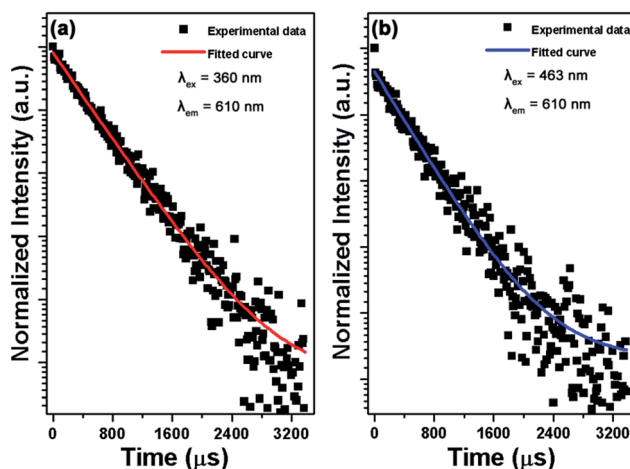 (a)
Experimental data
Fitted curve
λex = 360 nm
λem = 610 nm
Normalized Intensity (a.u.)
0 800 1600 2400 3200
Time (μs)
(b)
Experimental data
Fitted curve
λex = 463 nm
λem = 610 nm
Normalized Intensity (a.u.)
0 800 1600 2400 3200
Time (μs)